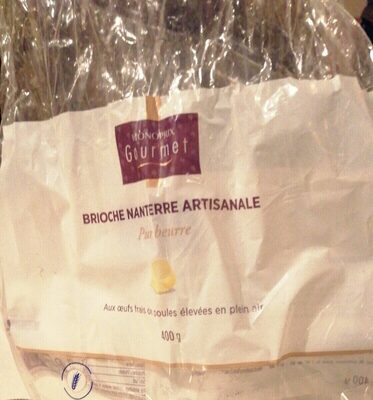 MONOPRIX
Gourmet
BRIOCHE NANTERRE ARTISANALE
Pur beurre
Aux œufs frais de poules élevées en plein air
400 g